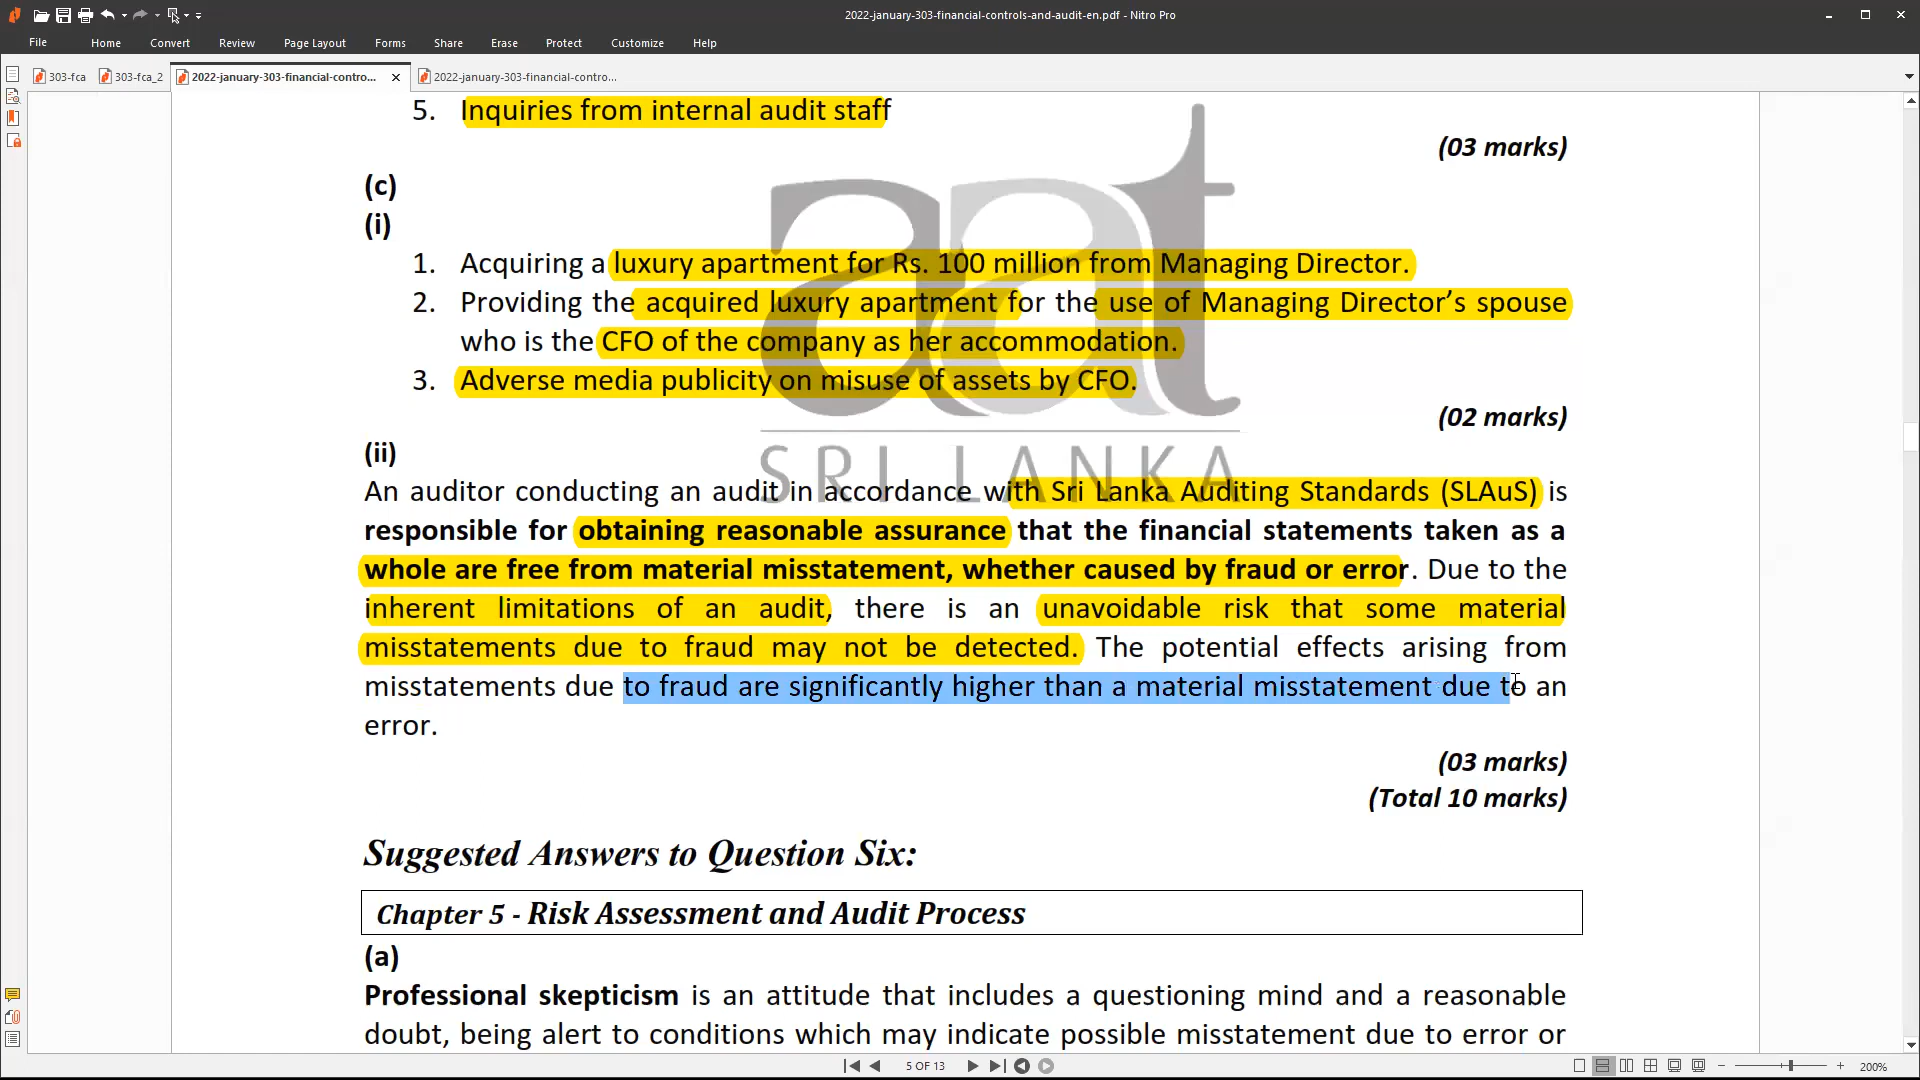 2022-january-303-financial-controls-and-audit-en.pdf - Nitro Pro
File Home Convert Review Page Layout Forms Share Erase Protect Customize Help
303-fca 303-fca_2 2022-january-303-financial-contro... 2022-january-303-financial-contro...
5. Inquiries from internal audit staff
(03 marks)
(c)
(i)
1. Acquiring a luxury apartment for Rs. 100 million from Managing Director.
2. Providing the acquired luxury apartment for the use of Managing Director’s spouse
who is the CFO of the company as her accommodation.
3. Adverse media publicity on misuse of assets by CFO.
(02 marks)
aat
SRI LANKA
(ii)
An auditor conducting an audit in accordance with Sri Lanka Auditing Standards (SLAuS) is
responsible for obtaining reasonable assurance that the financial statements taken as a
whole are free from material misstatement, whether caused by fraud or error. Due to the
inherent limitations of an audit, there is an unavoidable risk that some material
misstatements due to fraud may not be detected. The potential effects arising from
misstatements due to fraud are significantly higher than a material misstatement due to an
error.
(03 marks)
(Total 10 marks)
Suggested Answers to Question Six:
Chapter 5 - Risk Assessment and Audit Process
(a)
Professional skepticism is an attitude that includes a questioning mind and a reasonable
doubt, being alert to conditions which may indicate possible misstatement due to error or
5 OF 13
200%